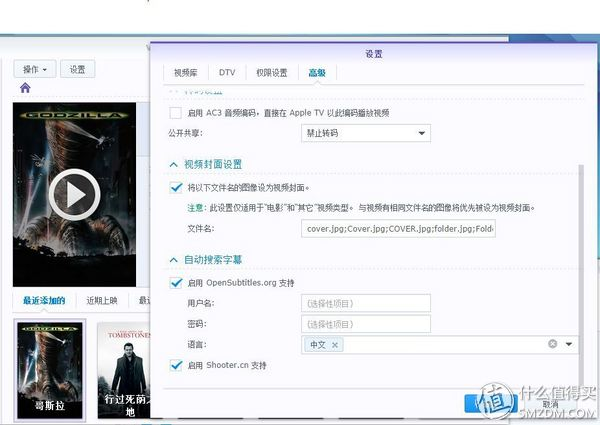 操作
设置
设置
视频库
DTV
权限设置
高级
启用 AC3 音频编码，直接在 Apple TV 以此编码播放视频
公开共享：
禁止转码
视频封面设置
将以下文件名的图像设为视频封面。
注意：此设置仅适用于"电影"和"其它"视频类型。 与视频有相同文件名的图像将优先被设为视频封面。
文件名：
cover.jpg;Cover.jpg;COVER.jpg;folder.jpg;Fold
自动搜索字幕
启用 OpenSubtitles.org 支持
用户名：
(选择性项目)
密码：
(选择性项目)
语言：
中文
启用 Shooter.cn 支持
取消
GODZILLA
最近添加的
近期上映
GODZILLA
哥斯拉
TOMBSTONES
行过死荫之
地
值
什么值得买
SMZDM.COM